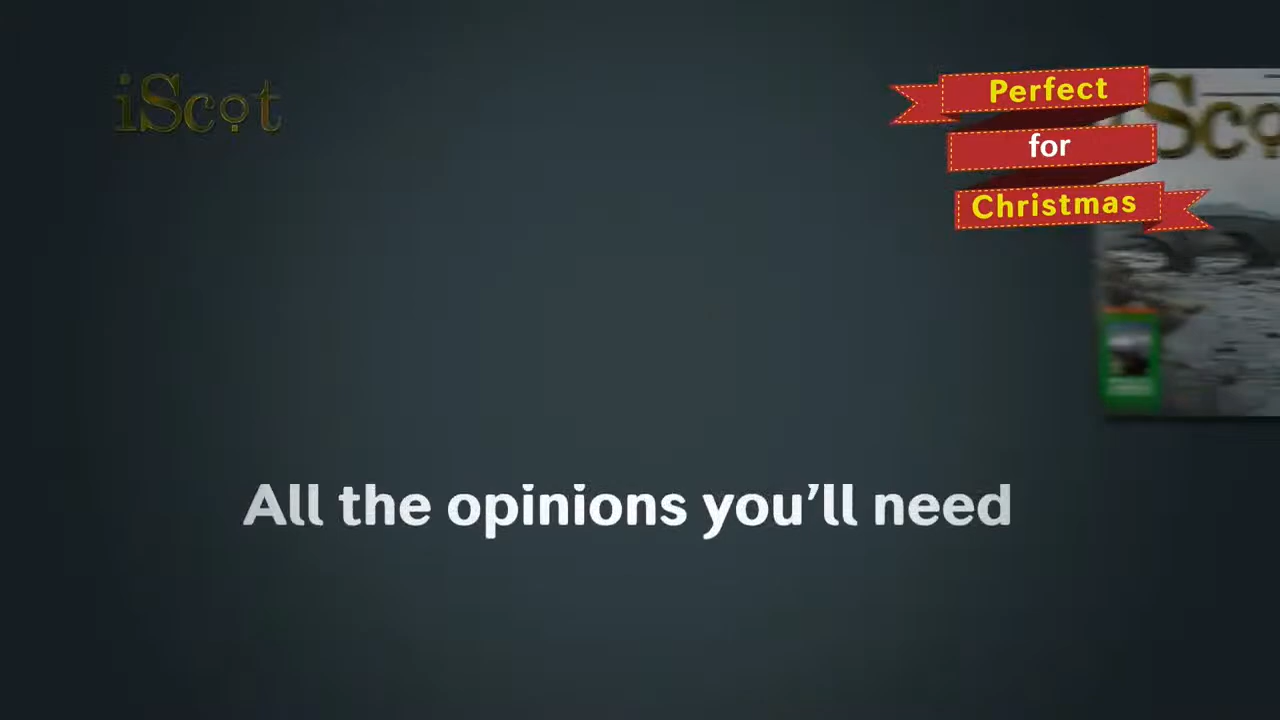 iScot
Perfect
for
Christmas
All the opinions you’ll need